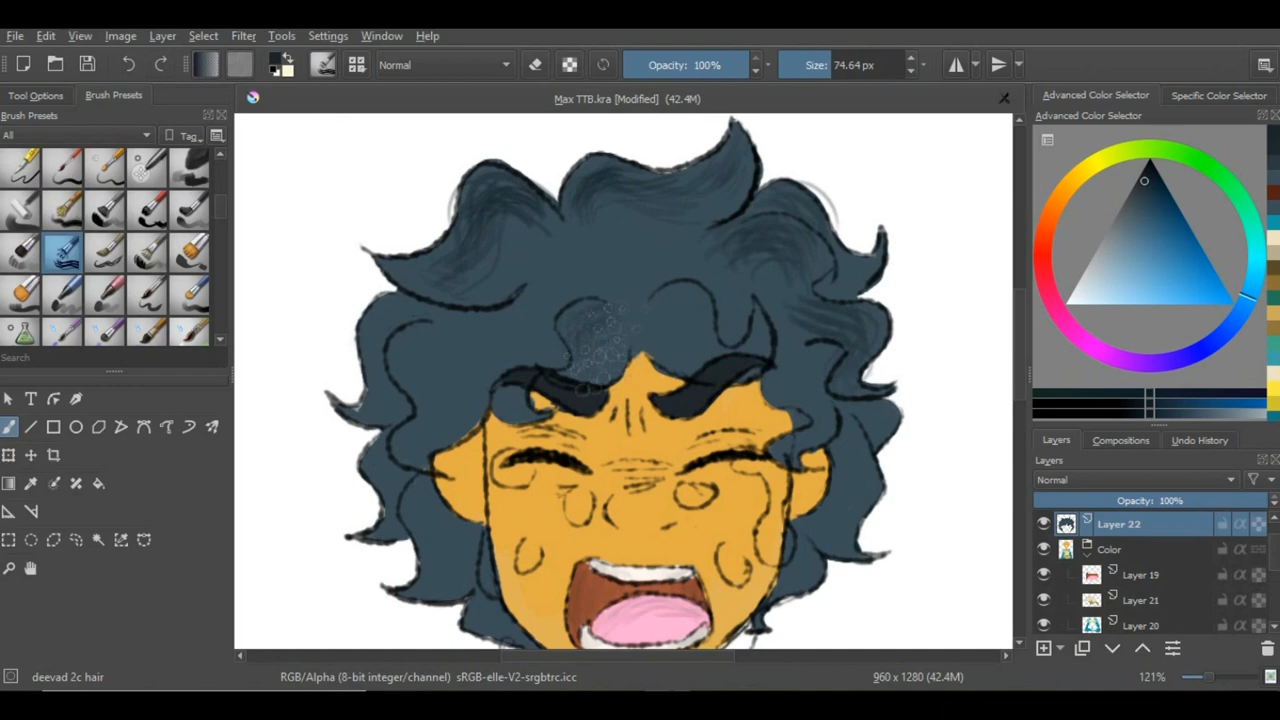 File Edit View Image Layer Select Filter Tools Settings Window Help
Normal Opacity: 100% Size: 74.64 px
Tool Options Brush Presets Max TTB.kra [Modified] (42.4M) Advanced Color Selector Specific Color Selector
Brush Presets Advanced Color Selector
All Tag
Search
Layers Compositions Undo History
Layers
Normal
Opacity: 100%
Layer 22
Color
Layer 19
Layer 21
Layer 20
deevad 2c hair RGB/Alpha (8-bit integer/channel) sRGB-elle-V2-srgbtrc.icc 960 x 1280 (42.4M) 121%